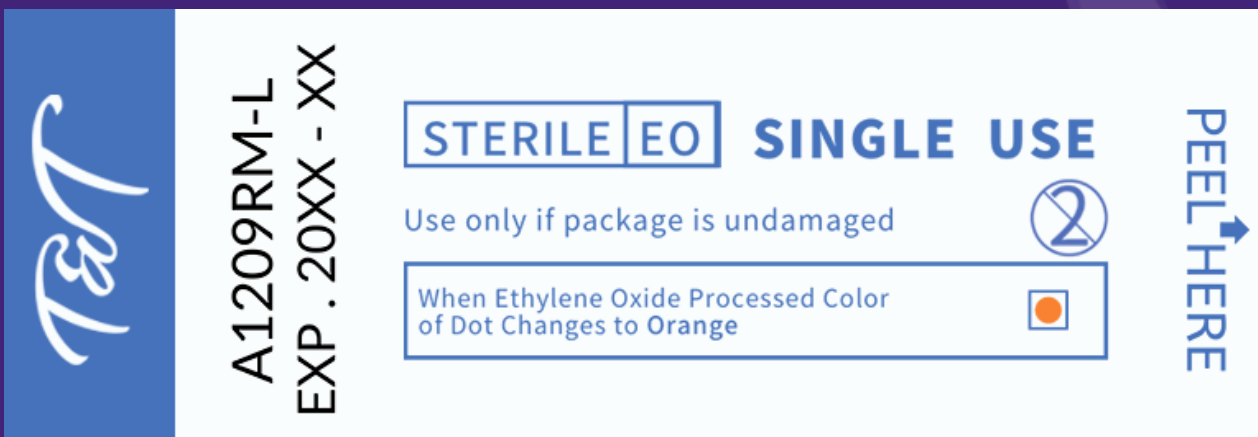 T&T
A1209RM-L
EXP . 20XX - XX
STERILE EO SINGLE USE
Use only if package is undamaged
2
When Ethylene Oxide Processed Color
of Dot Changes to Orange
PEEL HERE